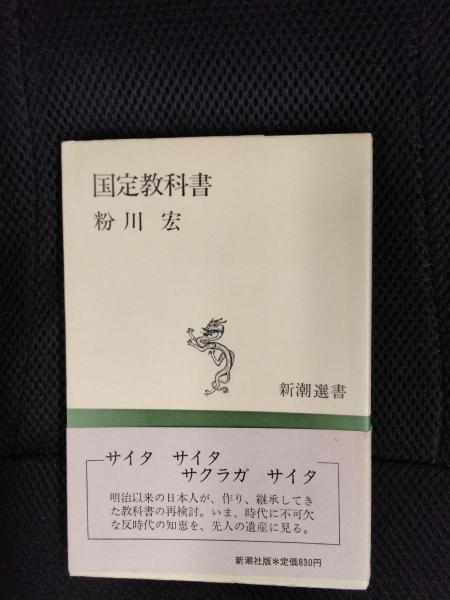 国定教科書
粉川 宏
新潮選書
サイタ サイタ
サクラガ サイタ
明治以来の日本人が、作り、継承してき
た教科書の再検討。いま、時代に不可欠
な反時代の知恵を、先人の遺産に見る。
新潮社版*定価830円